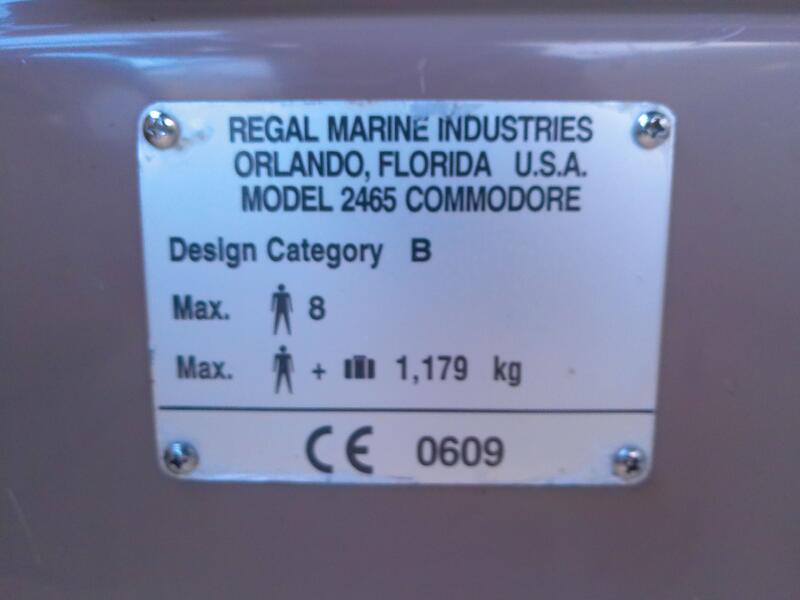 REGAL MARINE INDUSTRIES
ORLANDO, FLORIDA U.S.A.
MODEL 2465 COMMODORE
Design Category B
Max. 8
Max. + 1,179 kg
CE 0609